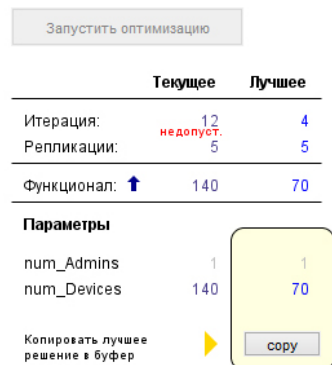 Запустить оптимизацию
Текущее Лучшее
Итерация: 12 4
недопуст.
Репликации: 5 5
Функционал: 140 70
Параметры
num_Admins 1 1
num_Devices 140 70
Копировать лучшее
решение в буфер copy